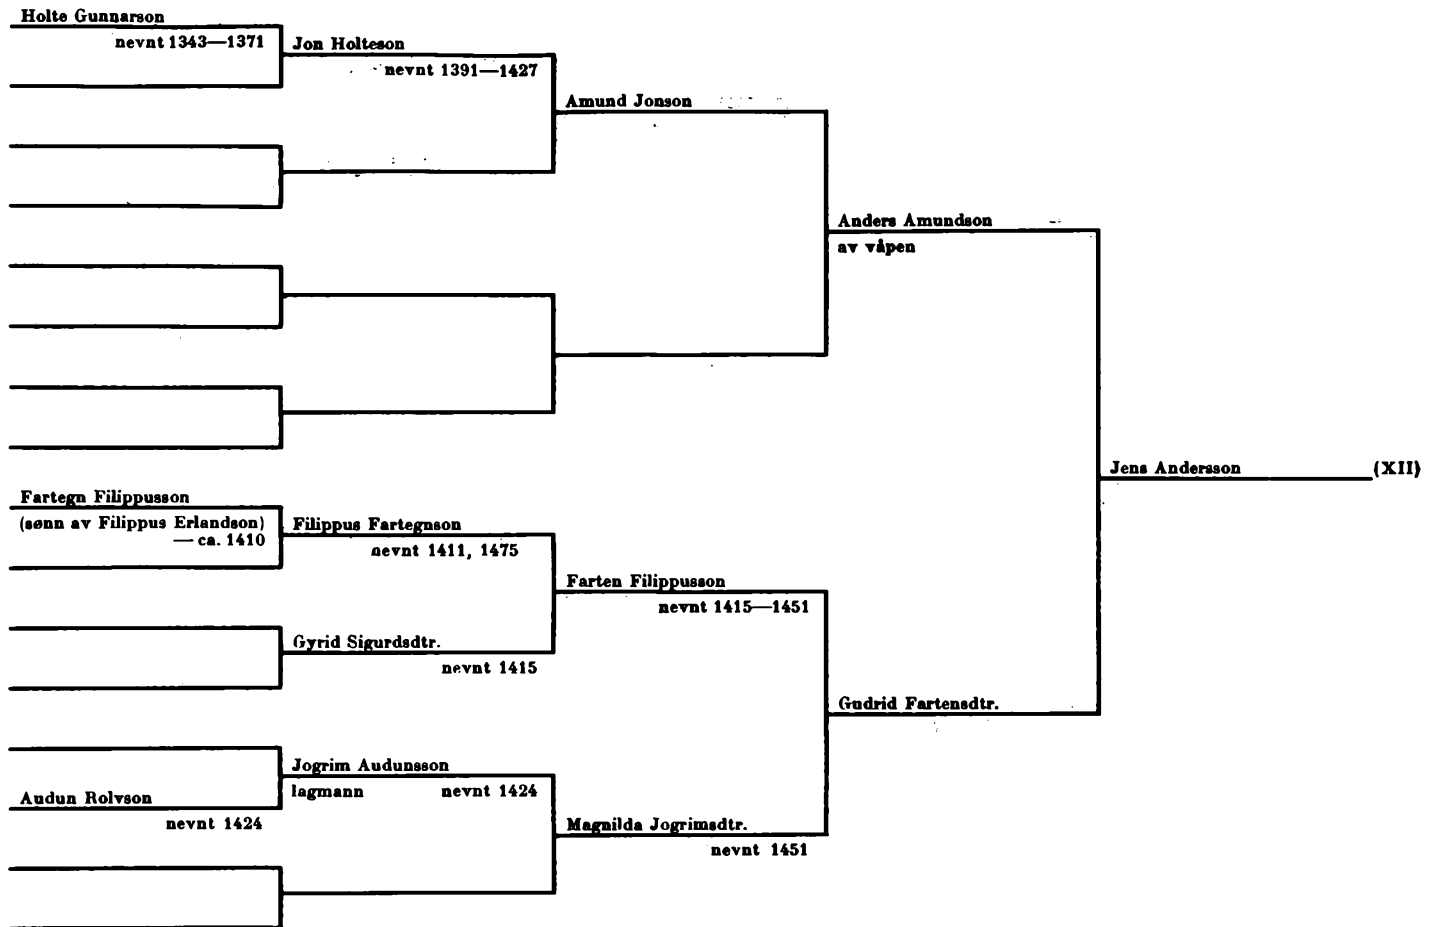 Holte Gunnarson
nevnt 1343—1371
Jon Holteson
nevnt 1391—1427
Amund Jonson
Anders Amundson
av våpen
Jens Andersson
(XII)
Fartegn Filippusson
(sønn av Filippus Erlandson)
— ca. 1410
Filippus Fartegnson
nevnt 1411, 1475
Farten Filippusson
nevnt 1415—1451
Gyrid Sigurdsdtr.
nevnt 1415
Gudrid Fartensdtr.
Jogrim Audunsson
lagmann nevnt 1424
Audun Rolvson
nevnt 1424
Magnilda Jogrimsdtr.
nevnt 1451